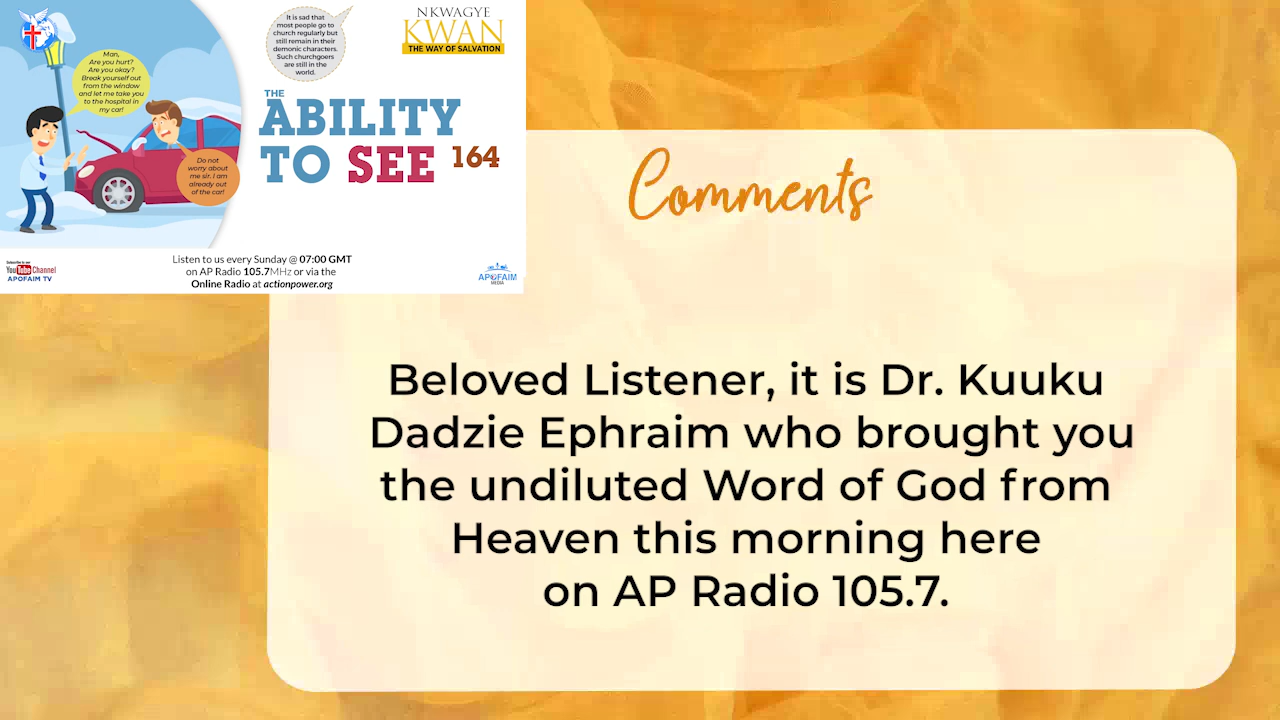 Man,
Are you hurt?
Are you okay?
Break yourself out
from the window
and let me take you
to the hospital in
my car!
Do not
worry about
me sir. I am
already out
of the car!
It is sad that
most people go to
church regularly but
still remain in their
demonic characters.
Such churchgoers
are still in the
world.
NKWAGYE
KWAN
THE WAY OF SALVATION
THE
ABILITY
TO SEE 164
Listen to us every Sunday @ 07:00 GMT
on AP Radio 105.7MHz or via the
Online Radio at actionpower.org
YouTube Channel
APOFAIM TV
APOFAIM
MEDIA
Comments
Beloved Listener, it is Dr. Kuuku
Dadzie Ephraim who brought you
the undiluted Word of God from
Heaven this morning here
on AP Radio 105.7.